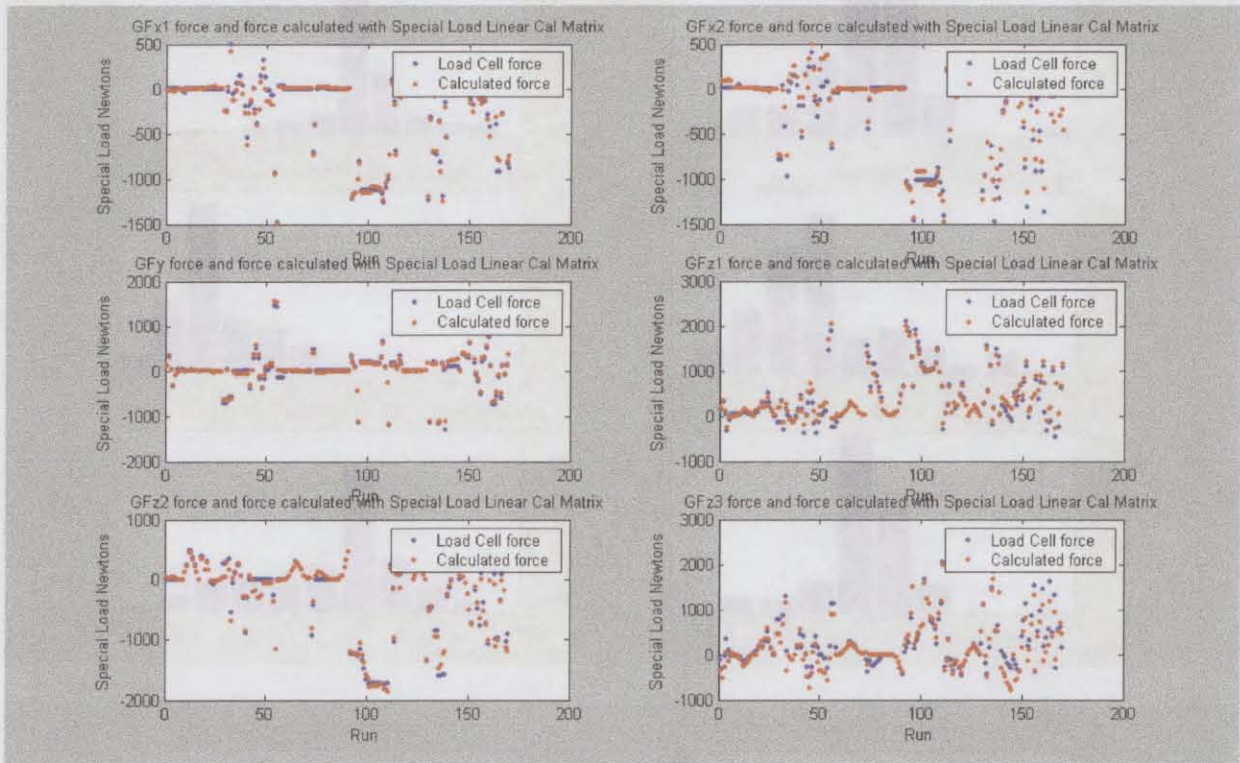 GFx1 force and force calculated with Special Load Linear Cal Matrix
500
0
-500
-1000
-1500
0
50
100
150
200
Special Load Newtons
Run
Load Cell force
Calculated force
GFx2 force and force calculated with Special Load Linear Cal Matrix
500
0
-500
-1000
-1500
0
50
100
150
200
Special Load Newtons
Run
Load Cell force
Calculated force
GFy force and force calculated with Special Load Linear Cal Matrix
2000
1000
0
-1000
-2000
0
50
100
150
200
Special Load Newtons
Run
Load Cell force
Calculated force
GFz1 force and force calculated with Special Load Linear Cal Matrix
3000
2000
1000
0
-1000
0
50
100
150
200
Special Load Newtons
Run
Load Cell force
Calculated force
GFz2 force and force calculated with Special Load Linear Cal Matrix
1000
0
-1000
-2000
0
50
100
150
200
Special Load Newtons
Run
Load Cell force
Calculated force
GFz3 force and force calculated with Special Load Linear Cal Matrix
3000
2000
1000
0
-1000
0
50
100
150
200
Special Load Newtons
Run
Load Cell force
Calculated force